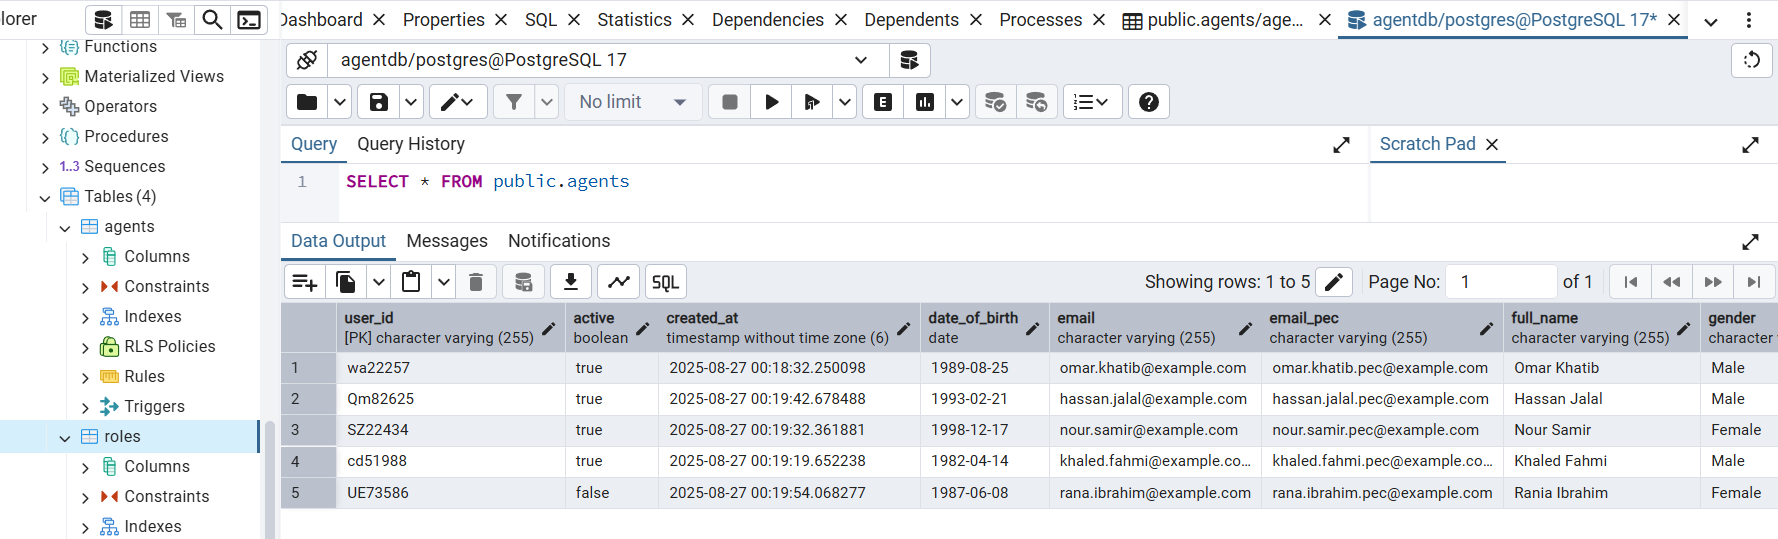 lorer
Dashboard Properties SQL Statistics Dependencies Dependents Processes public.agents/age... agentdb/postgres@PostgreSQL 17*
agentdb/postgres@PostgreSQL 17
No limit
E
Query Query History
Scratch Pad
1 SELECT * FROM public.agents
Data Output Messages Notifications
SQL
Showing rows: 1 to 5
Page No: 1 of 1
Functions
Materialized Views
Operators
Procedures
1..3 Sequences
Tables (4)
agents
Columns
Constraints
Indexes
RLS Policies
Rules
Triggers
roles
Columns
Constraints
Indexes
user_id active created_at date_of_birth email email_pec full_name gender
[PK] character varying (255) boolean timestamp without time zone (6) date character varying (255) character varying (255) character varying (255) character
1 wa22257 true 2025-08-27 00:18:32.250098 1989-08-25 omar.khatib@example.com omar.khatib.pec@example.com Omar Khatib Male
2 Qm82625 true 2025-08-27 00:19:42.678488 1993-02-21 hassan.jalal@example.com hassan.jalal.pec@example.com Hassan Jalal Male
3 SZ22434 true 2025-08-27 00:19:32.361881 1998-12-17 nour.samir@example.com nour.samir.pec@example.com Nour Samir Female
4 cd51988 true 2025-08-27 00:19:19.652238 1982-04-14 khaled.fahmi@example.co... khaled.fahmi.pec@example.co... Khaled Fahmi Male
5 UE73586 false 2025-08-27 00:19:54.068277 1987-06-08 rana.ibrahim@example.com rana.ibrahim.pec@example.com Rania Ibrahim Female